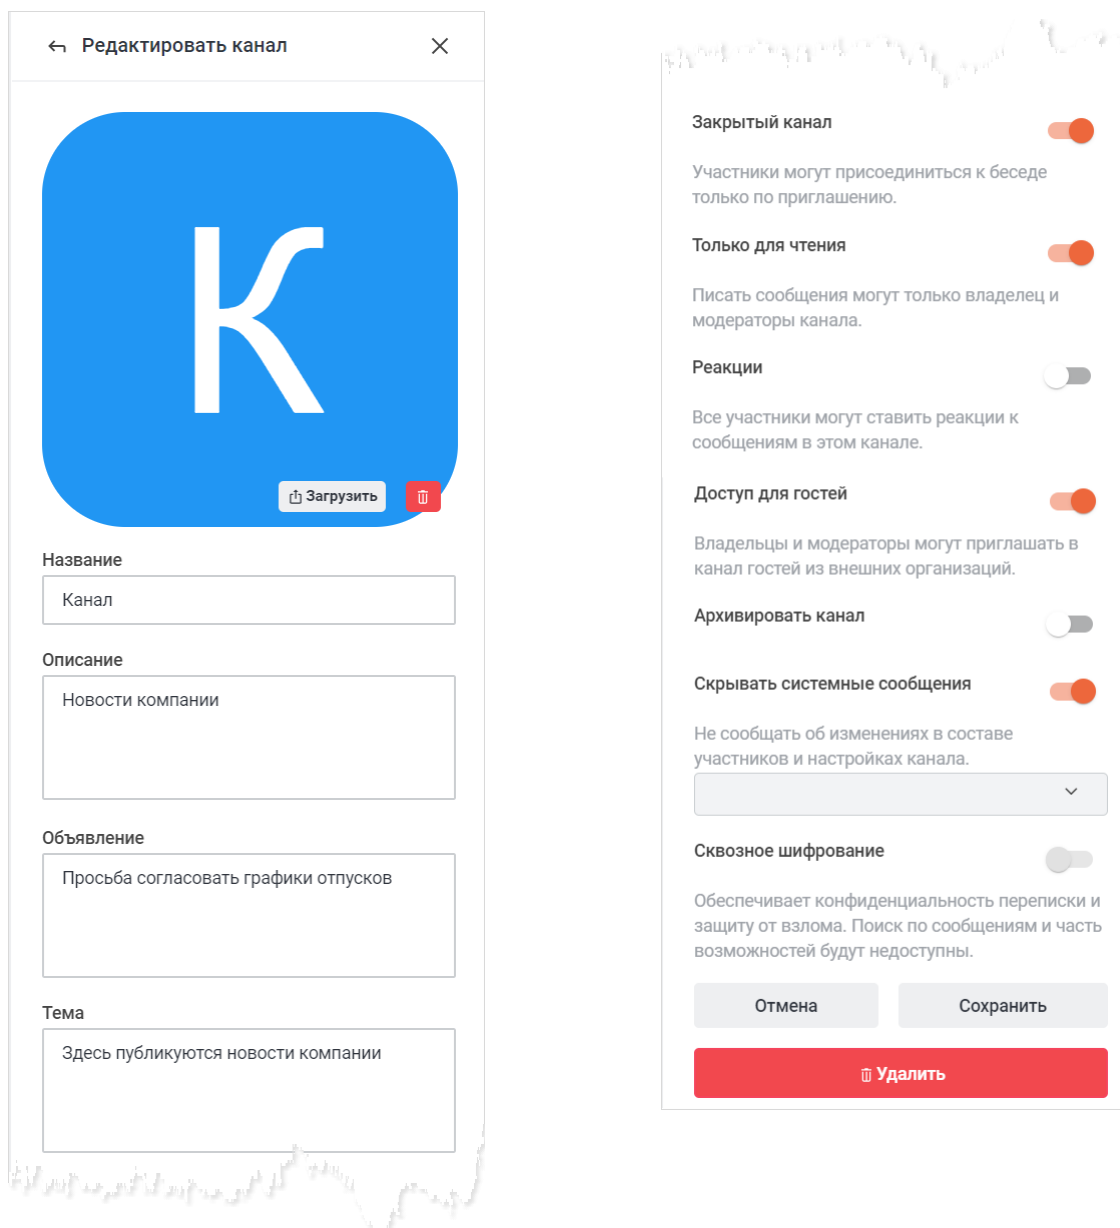 Редактировать канал
К
Загрузить
Название
Канал
Описание
Новости компании
Объявление
Просьба согласовать графики отпусков
Тема
Здесь публикуются новости компании
Закрытый канал
Участники могут присоединиться к беседе
только по приглашению.
Только для чтения
Писать сообщения могут только владелец и
модераторы канала.
Реакции
Все участники могут ставить реакции к
сообщениям в этом канале.
Доступ для гостей
Владельцы и модераторы могут приглашать в
канал гостей из внешних организаций.
Архивировать канал
Скрывать системные сообщения
Не сообщать об изменениях в составе
участников и настройках канала.
Сквозное шифрование
Обеспечивает конфиденциальность переписки и
защиту от взлома. Поиск по сообщениям и часть
возможностей будут недоступны.
Отмена
Сохранить
Удалить